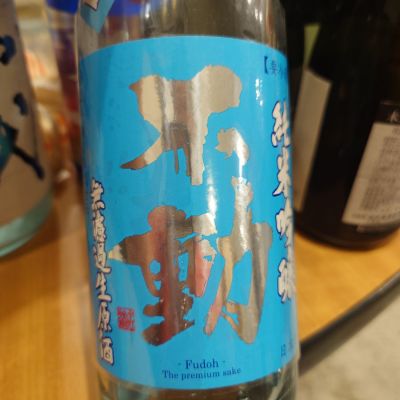 不動
純米吟醸
無濾過生原酒
- Fudoh -
The premium sake